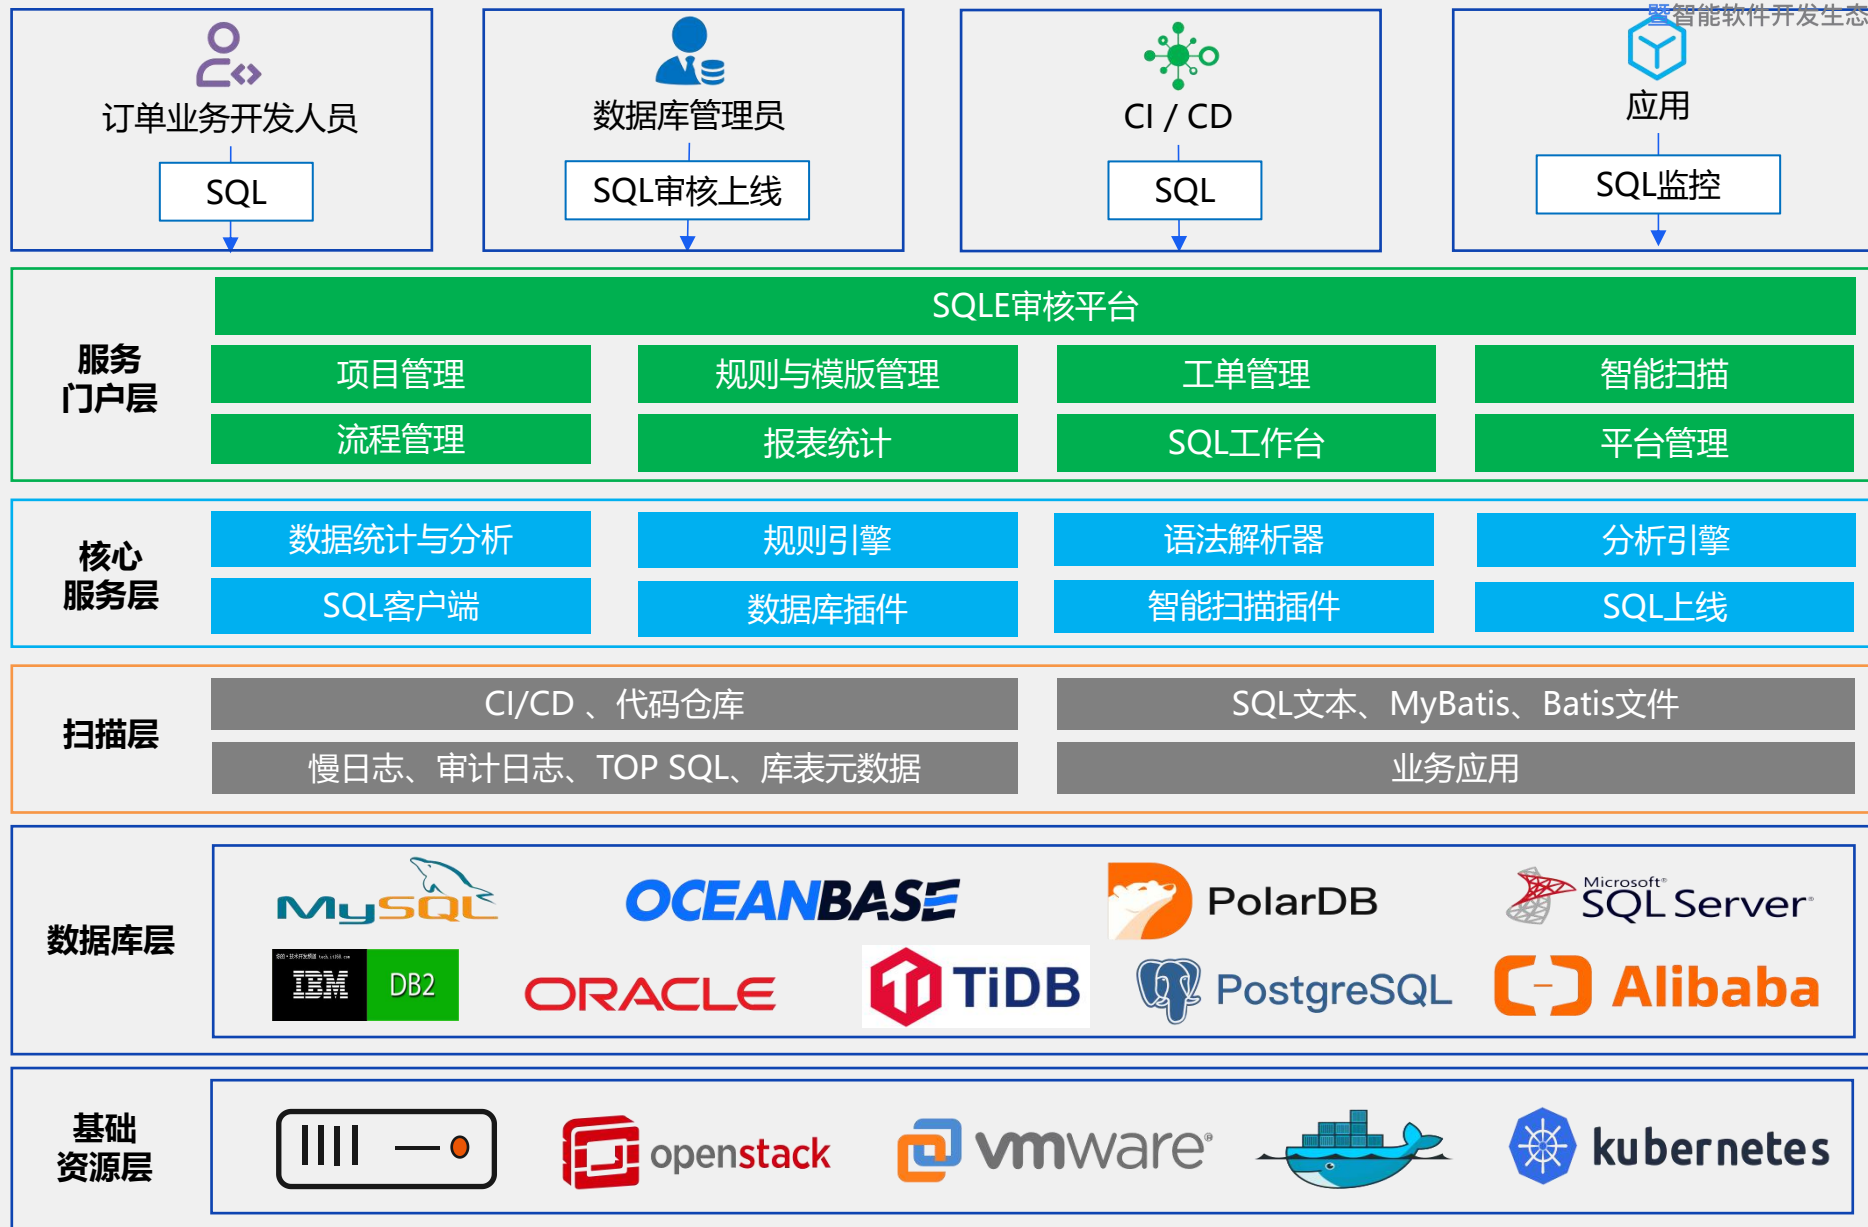 暨智能软件开发生态
订单业务开发人员
数据库管理员
CI / CD
应用
SQL
SQL审核上线
SQL
SQL监控
服务
门户层
SQLE审核平台
项目管理
规则与模版管理
工单管理
智能扫描
流程管理
报表统计
SQL工作台
平台管理
核心
服务层
数据统计与分析
规则引擎
语法解析器
分析引擎
SQL客户端
数据库插件
智能扫描插件
SQL上线
扫描层
CI/CD 、代码仓库
SQL文本、MyBatis、Batis文件
慢日志、审计日志、TOP SQL、库表元数据
业务应用
数据库层
MySQL
OCEANBASE
PolarDB
Microsoft®
SQL Server
IBM
DB2
ORACLE
TiDB
PostgreSQL
Alibaba
基础
资源层
openstack
vmware®
kubernetes